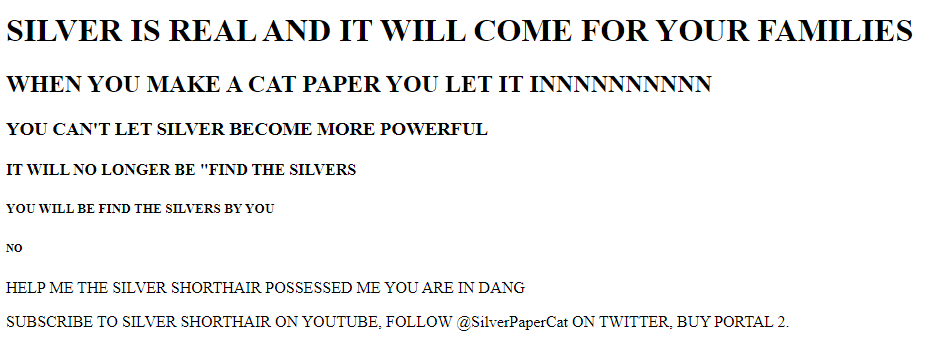 SILVER IS REAL AND IT WILL COME FOR YOUR FAMILIES
WHEN YOU MAKE A CAT PAPER YOU LET IT INNNNNNNNNN
YOU CAN'T LET SILVER BECOME MORE POWERFUL
IT WILL NO LONGER BE "FIND THE SILVERS
YOU WILL BE FIND THE SILVERS BY YOU
NO
HELP ME THE SILVER SHORTHAIR POSSESSED ME YOU ARE IN DANG
SUBSCRIBE TO SILVER SHORTHAIR ON YOUTUBE, FOLLOW @SilverPaperCat ON TWITTER, BUY PORTAL 2.